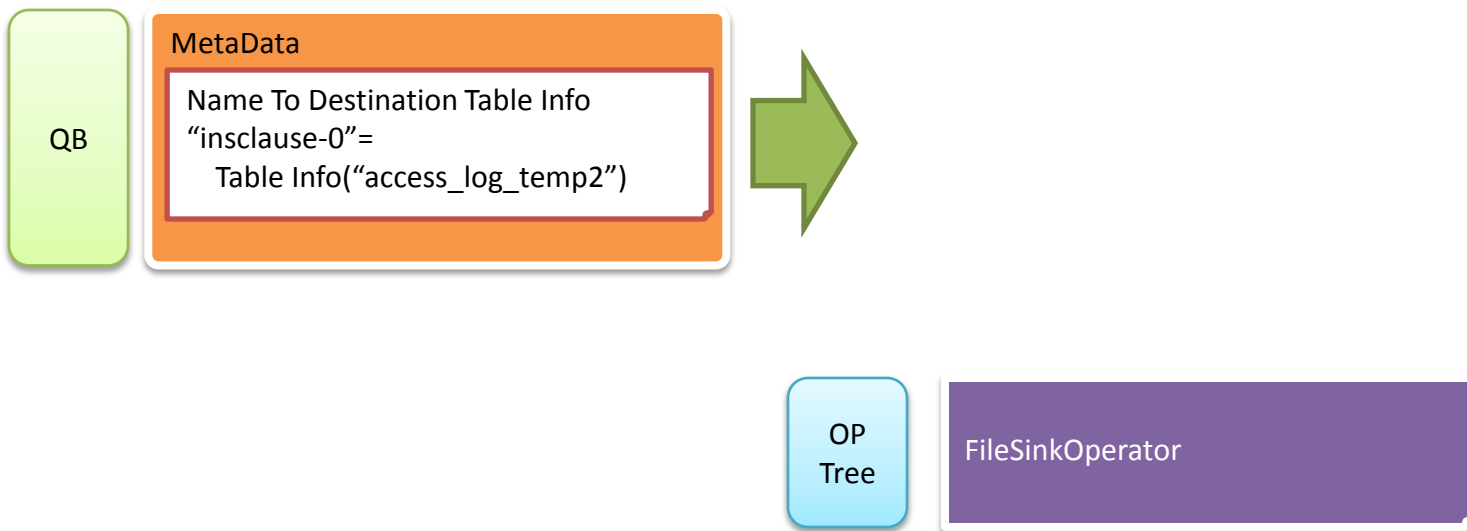 QB
MetaData
Name To Destination Table Info
“insclause-0”=
Table Info(“access_log_temp2”)
OP
Tree
FileSinkOperator